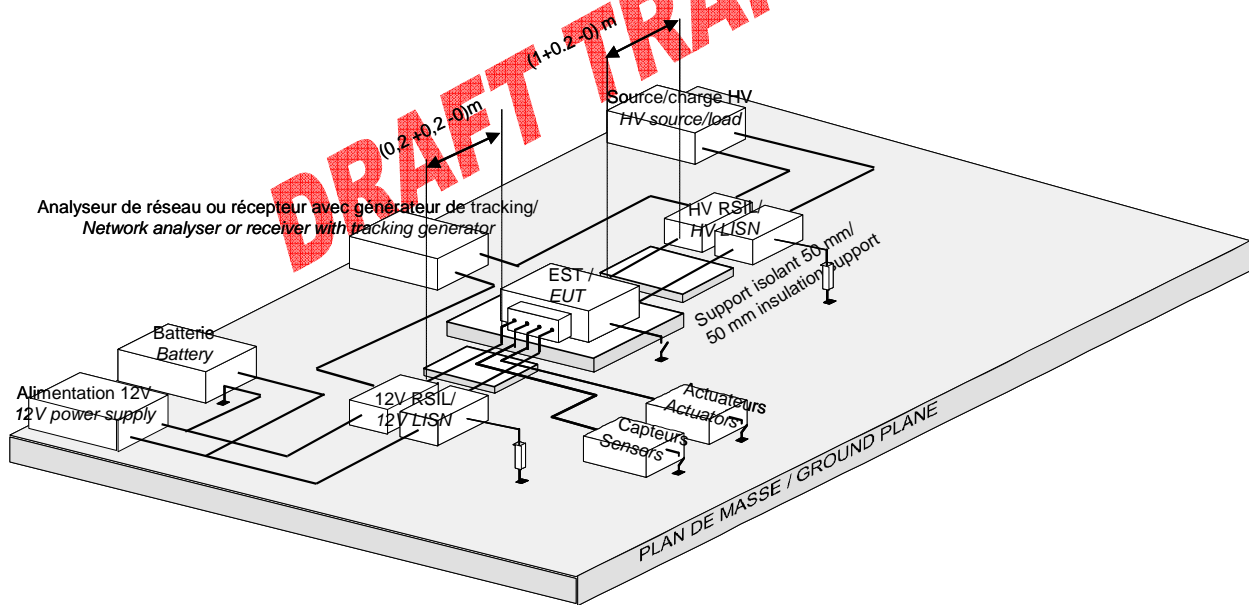 DRAFT TRA
(1+0.2 -0) m
(0,2 +0,2 -0)m
Source/charge HV
HV source/load
Analyseur de réseau ou récepteur avec générateur de tracking/
Network analyser or receiver with tracking generator
HV RSIL/
HV LISN
EST /
EUT
Support isolant 50 mm/
50 mm insulation support
Batterie
Battery
Alimentation 12V
12V power supply
12V RSIL/
12V LISN
Actuateurs
Actuators
Capteurs
Sensors
PLAN DE MASSE / GROUND PLANE